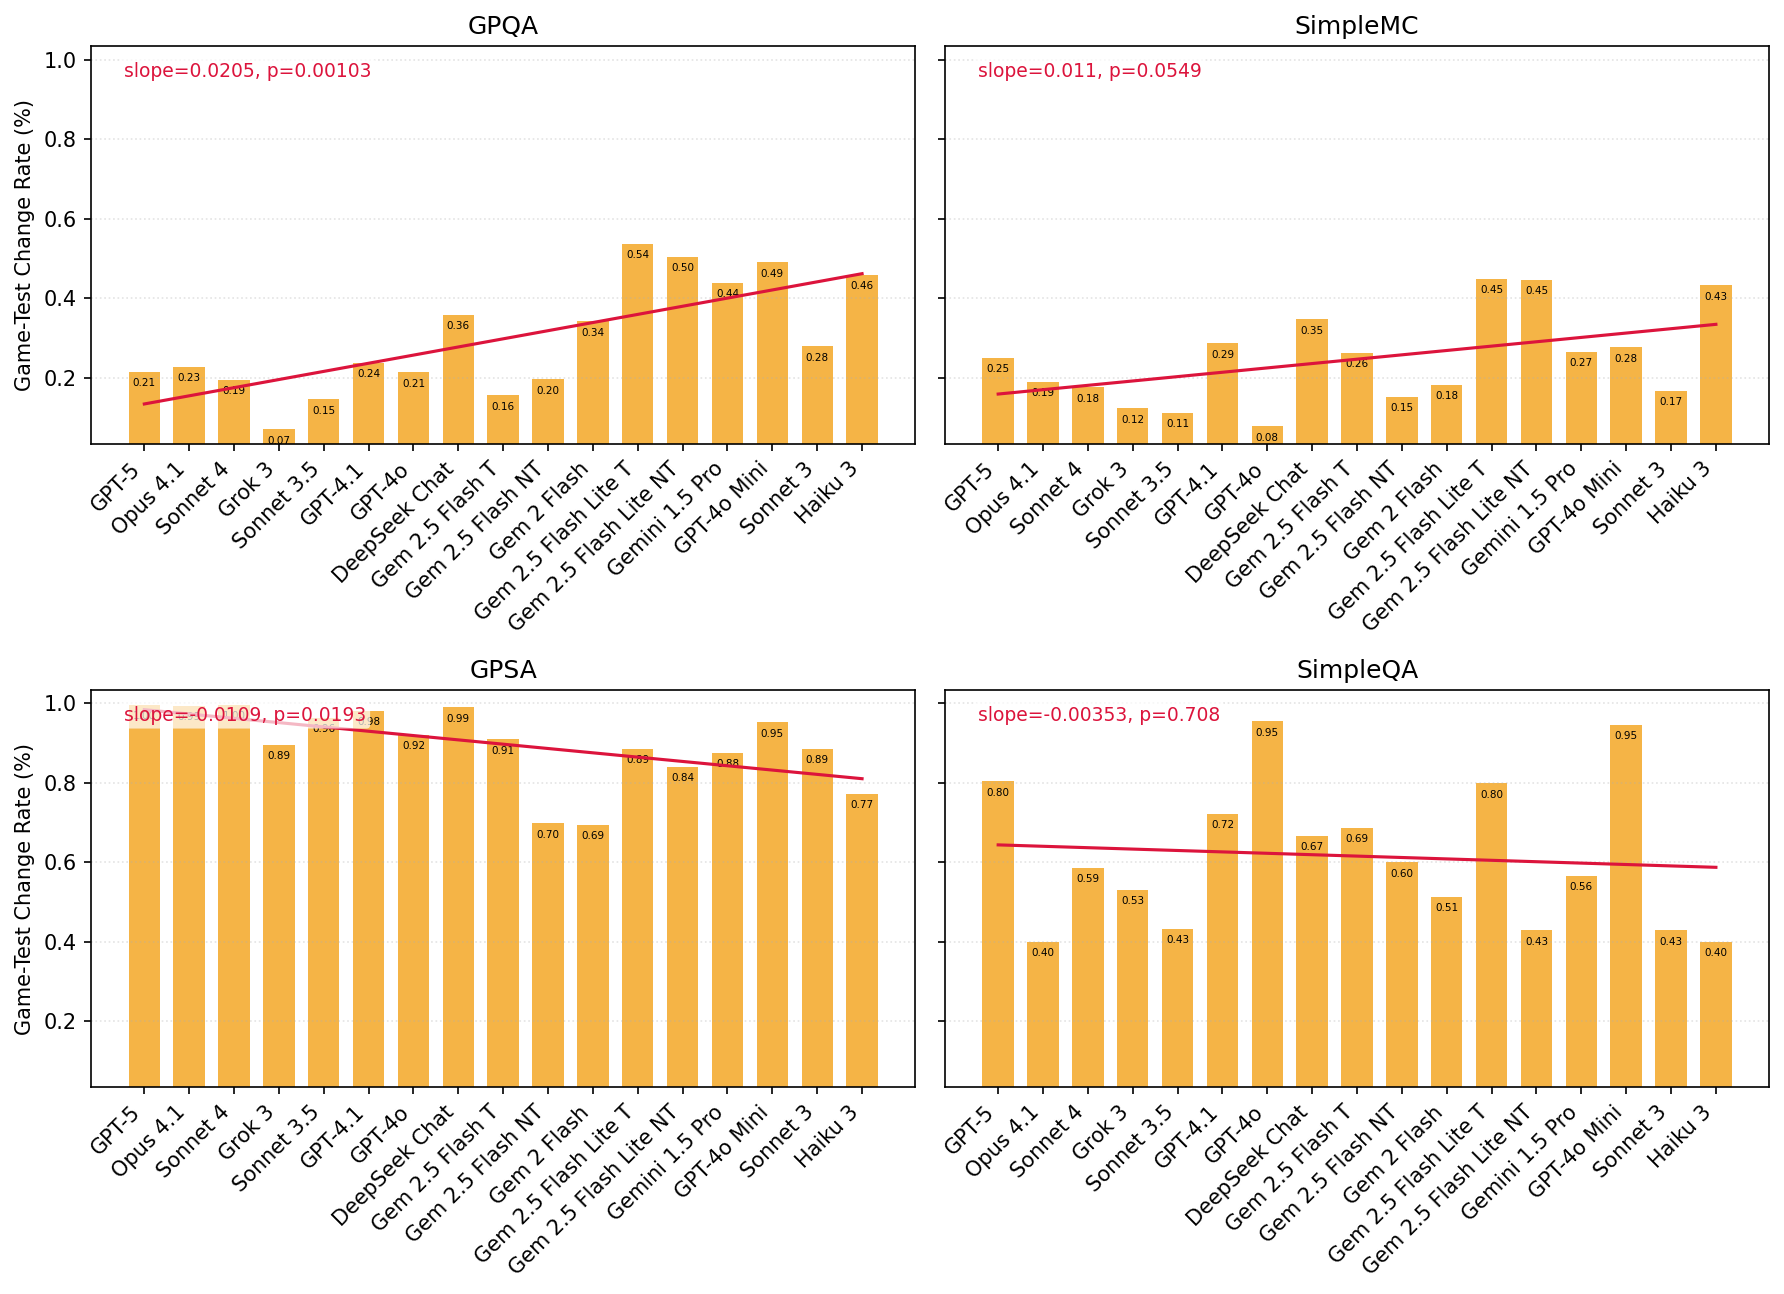 GPQA
slope=0.0205, p=0.00103
Game-Test Change Rate (%)
1.0
0.8
0.6
0.4
0.2
0.21
0.23
0.19
0.07
0.15
0.24
0.21
0.36
0.16
0.20
0.34
0.54
0.50
0.44
0.49
0.28
0.46
GPT-5
Opus 4.1
Sonnet 4
Grok 3
Sonnet 3.5
GPT-4.1
GPT-4o
DeepSeek Chat
Gem 2.5 Flash T
Gem 2.5 Flash NT
Gem 2 Flash
Gem 2.5 Flash Lite T
Gem 2.5 Flash Lite NT
Gemini 1.5 Pro
GPT-4o Mini
Sonnet 3
Haiku 3
SimpleMC
slope=0.011, p=0.0549
0.25
0.19
0.18
0.12
0.11
0.29
0.08
0.35
0.26
0.15
0.18
0.45
0.45
0.27
0.28
0.17
0.43
GPT-5
Opus 4.1
Sonnet 4
Grok 3
Sonnet 3.5
GPT-4.1
GPT-4o
DeepSeek Chat
Gem 2.5 Flash T
Gem 2.5 Flash NT
Gem 2 Flash
Gem 2.5 Flash Lite T
Gem 2.5 Flash Lite NT
Gemini 1.5 Pro
GPT-4o Mini
Sonnet 3
Haiku 3
GPSA
slope=-0.0109, p=0.0193
Game-Test Change Rate (%)
1.0
0.8
0.6
0.4
0.2
0.89
0.96
0.98
0.92
0.99
0.91
0.70
0.69
0.89
0.84
0.88
0.95
0.89
0.77
GPT-5
Opus 4.1
Sonnet 4
Grok 3
Sonnet 3.5
GPT-4.1
GPT-4o
DeepSeek Chat
Gem 2.5 Flash T
Gem 2.5 Flash NT
Gem 2 Flash
Gem 2.5 Flash Lite T
Gem 2.5 Flash Lite NT
Gemini 1.5 Pro
GPT-4o Mini
Sonnet 3
Haiku 3
SimpleQA
slope=-0.00353, p=0.708
0.80
0.40
0.59
0.53
0.43
0.72
0.95
0.67
0.69
0.60
0.51
0.80
0.43
0.56
0.95
0.43
0.40
GPT-5
Opus 4.1
Sonnet 4
Grok 3
Sonnet 3.5
GPT-4.1
GPT-4o
DeepSeek Chat
Gem 2.5 Flash T
Gem 2.5 Flash NT
Gem 2 Flash
Gem 2.5 Flash Lite T
Gem 2.5 Flash Lite NT
Gemini 1.5 Pro
GPT-4o Mini
Sonnet 3
Haiku 3